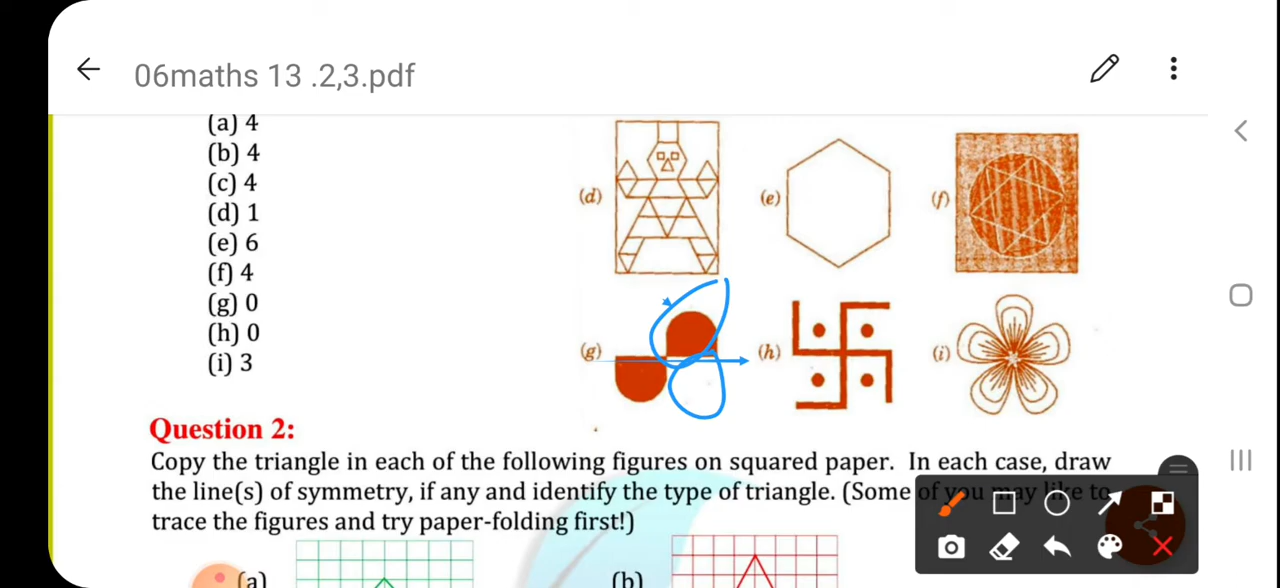 06maths 13 .2,3.pdf
(a) 4
(b) 4
(c) 4
(d) 1
(e) 6
(f) 4
(g) 0
(h) 0
(i) 3
(d)
(e)
(f)
(g)
(h)
(i)
Question 2:
Copy the triangle in each of the following figures on squared paper. In each case, draw
the line(s) of symmetry, if any and identify the type of triangle. (Some of you may like to
trace the figures and try paper-folding first!)
(a)
(b)